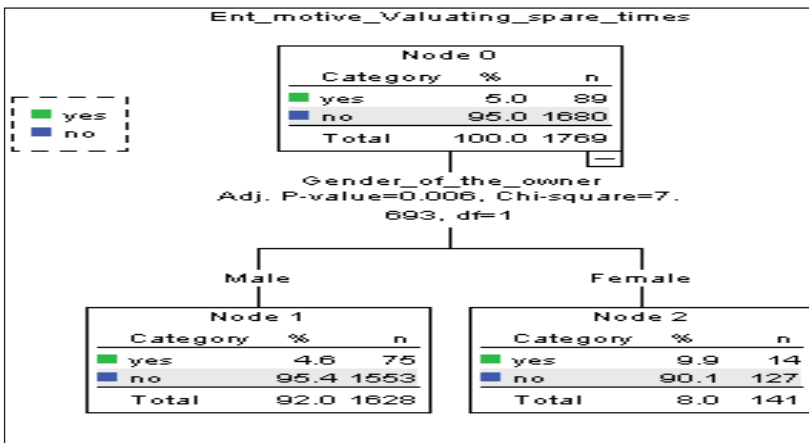 Ent_motive_Valuating_spare_times
Node 0
Category % n
yes 5.0 89
no 95.0 1680
Total 100.0 1769
yes
no
Gender_of_the_owner
Adj. P-value=0.006, Chi-square=7.
693, df=1
Male
Female
Node 1
Category % n
yes 4.6 75
no 95.4 1553
Total 92.0 1628
Node 2
Category % n
yes 9.9 14
no 90.1 127
Total 8.0 141